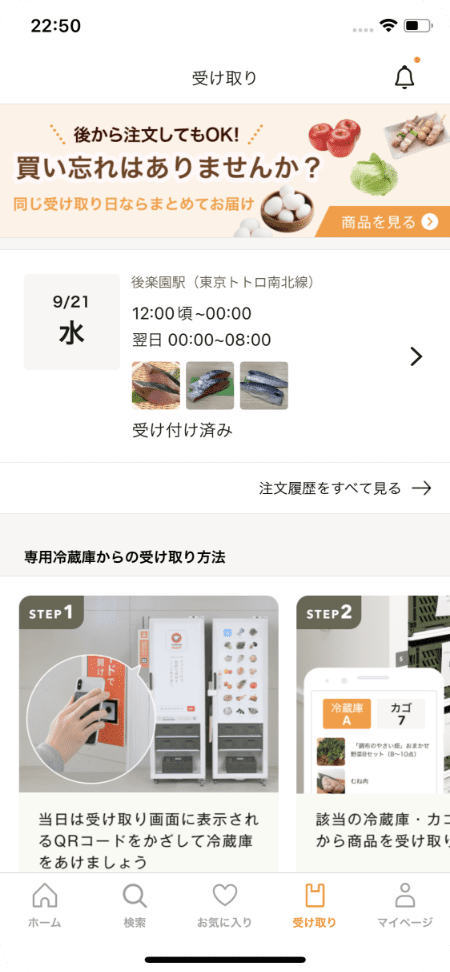 22:50
受け取り
後から注文してもOK!
買い忘れはありませんか？
同じ受け取り日ならまとめてお届け
商品を見る
9/21
水
後楽園駅（東京トトロ南北線）
12:00頃~00:00
翌日 00:00~08:00
受け付け済み
注文履歴をすべて見る
専用冷蔵庫からの受け取り方法
STEP1
当日は受け取り画面に表示され
るQRコードをかざして冷蔵庫
をあけましょう
STEP2
冷蔵庫
A
カゴ
7
「調布のやさい畑」おまかせ
野菜8セット（8〜10点）
むね肉
該当の冷蔵庫・カゴ
から商品を受け取り
ホーム
検索
お気に入り
受け取り
マイページ